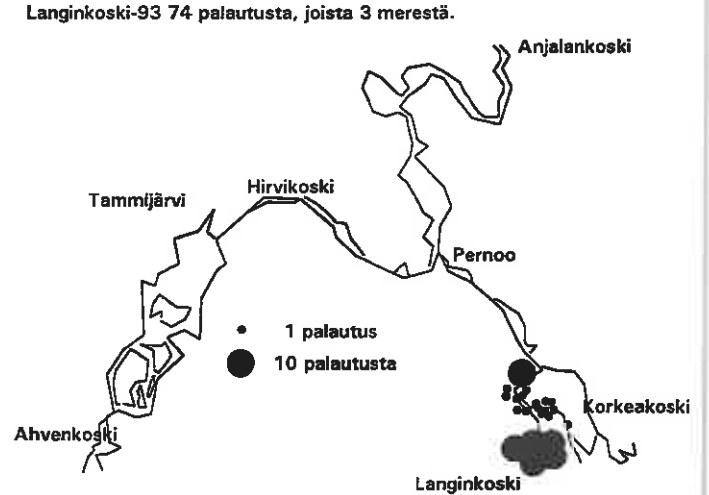 Langinkoski-93 74 palautusta, joista 3 merestä.
Anjalankoski
Hirvikoski
Tammijärvi
Pernoo
1 palautus
10 palautusta
Korkeakoski
Ahvenkoski
Langinkoski